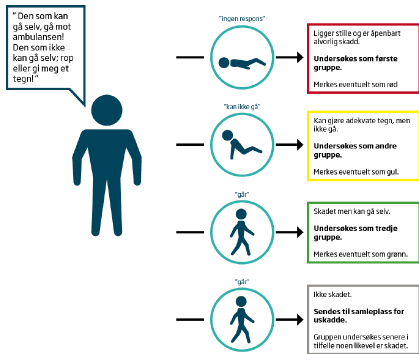 " Den som kan
gå selv, gå mot
ambulansen!
Den som ikke
kan gå selv; rop
eller gi meg et
tegn! "
"ingen respons"
Ligger stille og er åpenbart
alvorlig skadd.
Undersøkes som første
gruppe.
Merkes eventuelt som rød
"kan ikke gå"
Kan gjøre adekvate tegn, men
ikke gå.
Undersøkes som andre
gruppe.
Merkes eventuelt som gul.
"går"
Skadet men kan gå selv.
Undersøkes som tredje
gruppe.
Merkes eventuelt som grønn.
"går"
Ikke skadet.
Sendes til samleplass for
uskadde.
Gruppen undersøkes senere i
tilfelle noen likevel er skadet.